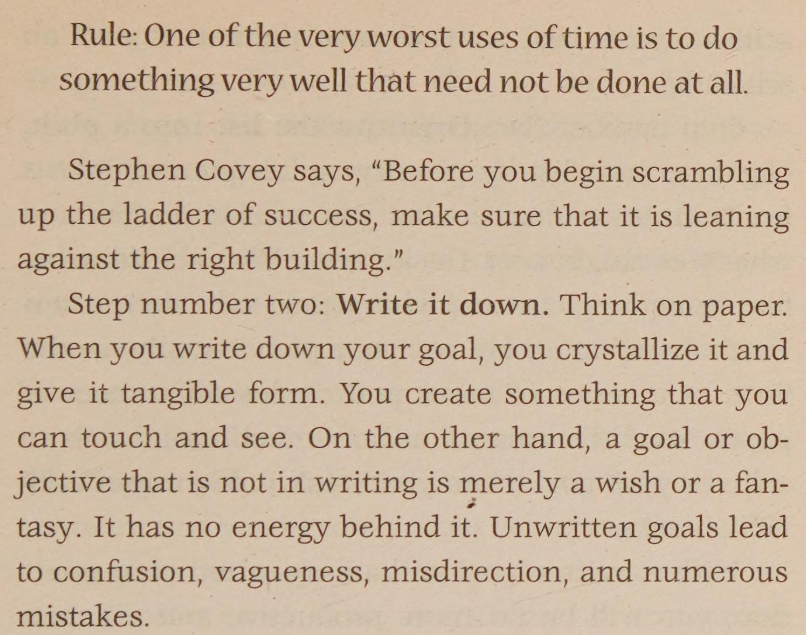 Rule: One of the very worst uses of time is to do
something very well that need not be done at all.
Stephen Covey says, “Before you begin scrambling
up the ladder of success, make sure that it is leaning
against the right building.”
Step number two: Write it down. Think on paper.
When you write down your goal, you crystallize it and
give it tangible form. You create something that you
can touch and see. On the other hand, a goal or ob-
jective that is not in writing is merely a wish or a fan-
tasy. It has no energy behind it. Unwritten goals lead
to confusion, vagueness, misdirection, and numerous
mistakes.